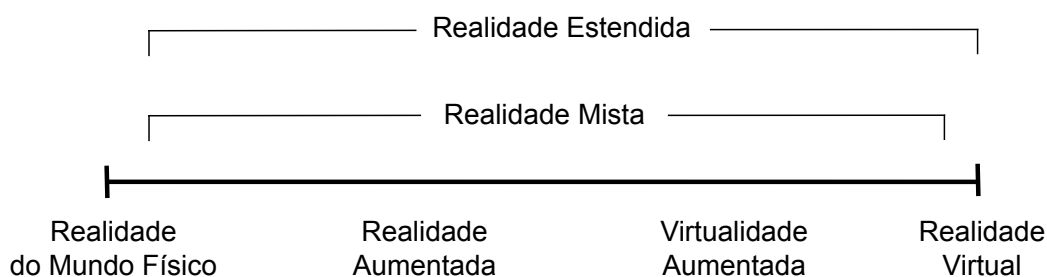 Realidade Estendida
Realidade Mista
Realidade do Mundo Físico
Realidade Aumentada
Virtualidade Aumentada
Realidade Virtual